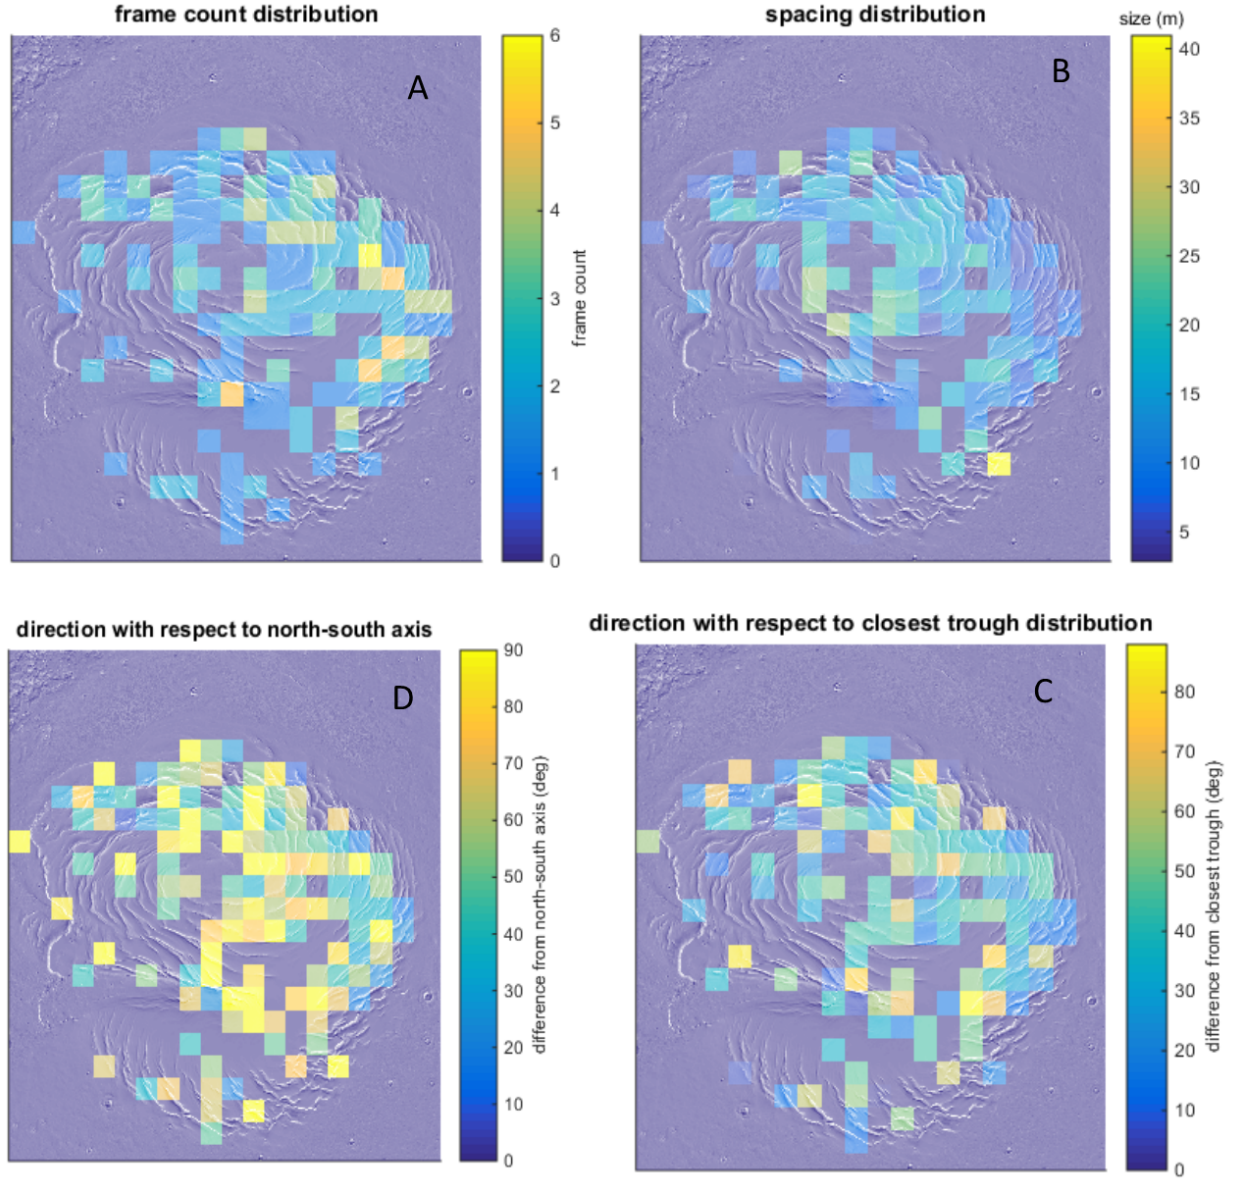 frame count distribution
A
6
5
4
3
2
1
0
frame count
spacing distribution
B
size (m)
40
35
30
25
20
15
10
5
direction with respect to north-south axis
D
90
80
70
60
50
40
30
20
10
0
difference from north-south axis (deg)
direction with respect to closest trough distribution
C
80
70
60
50
40
30
20
10
0
difference from closest trough (deg)